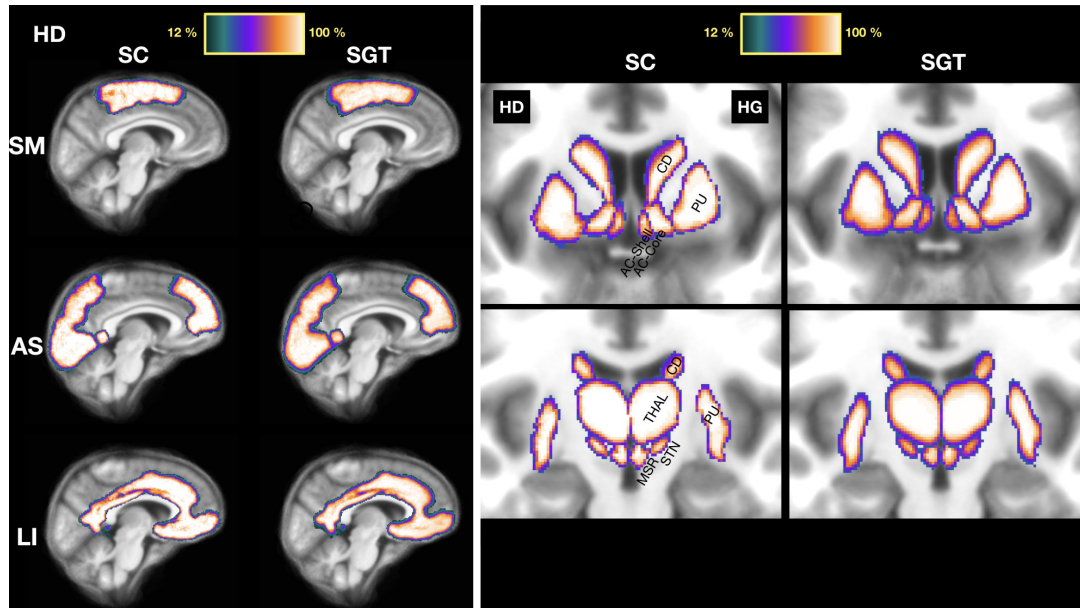 HD
12 %
100 %
SC
SGT
SM
AS
LI
12 %
100 %
SC
SGT
HD
HG
CD
PU
AC-Shell
AC-Core
CD
THAL
PU
MSR
STN